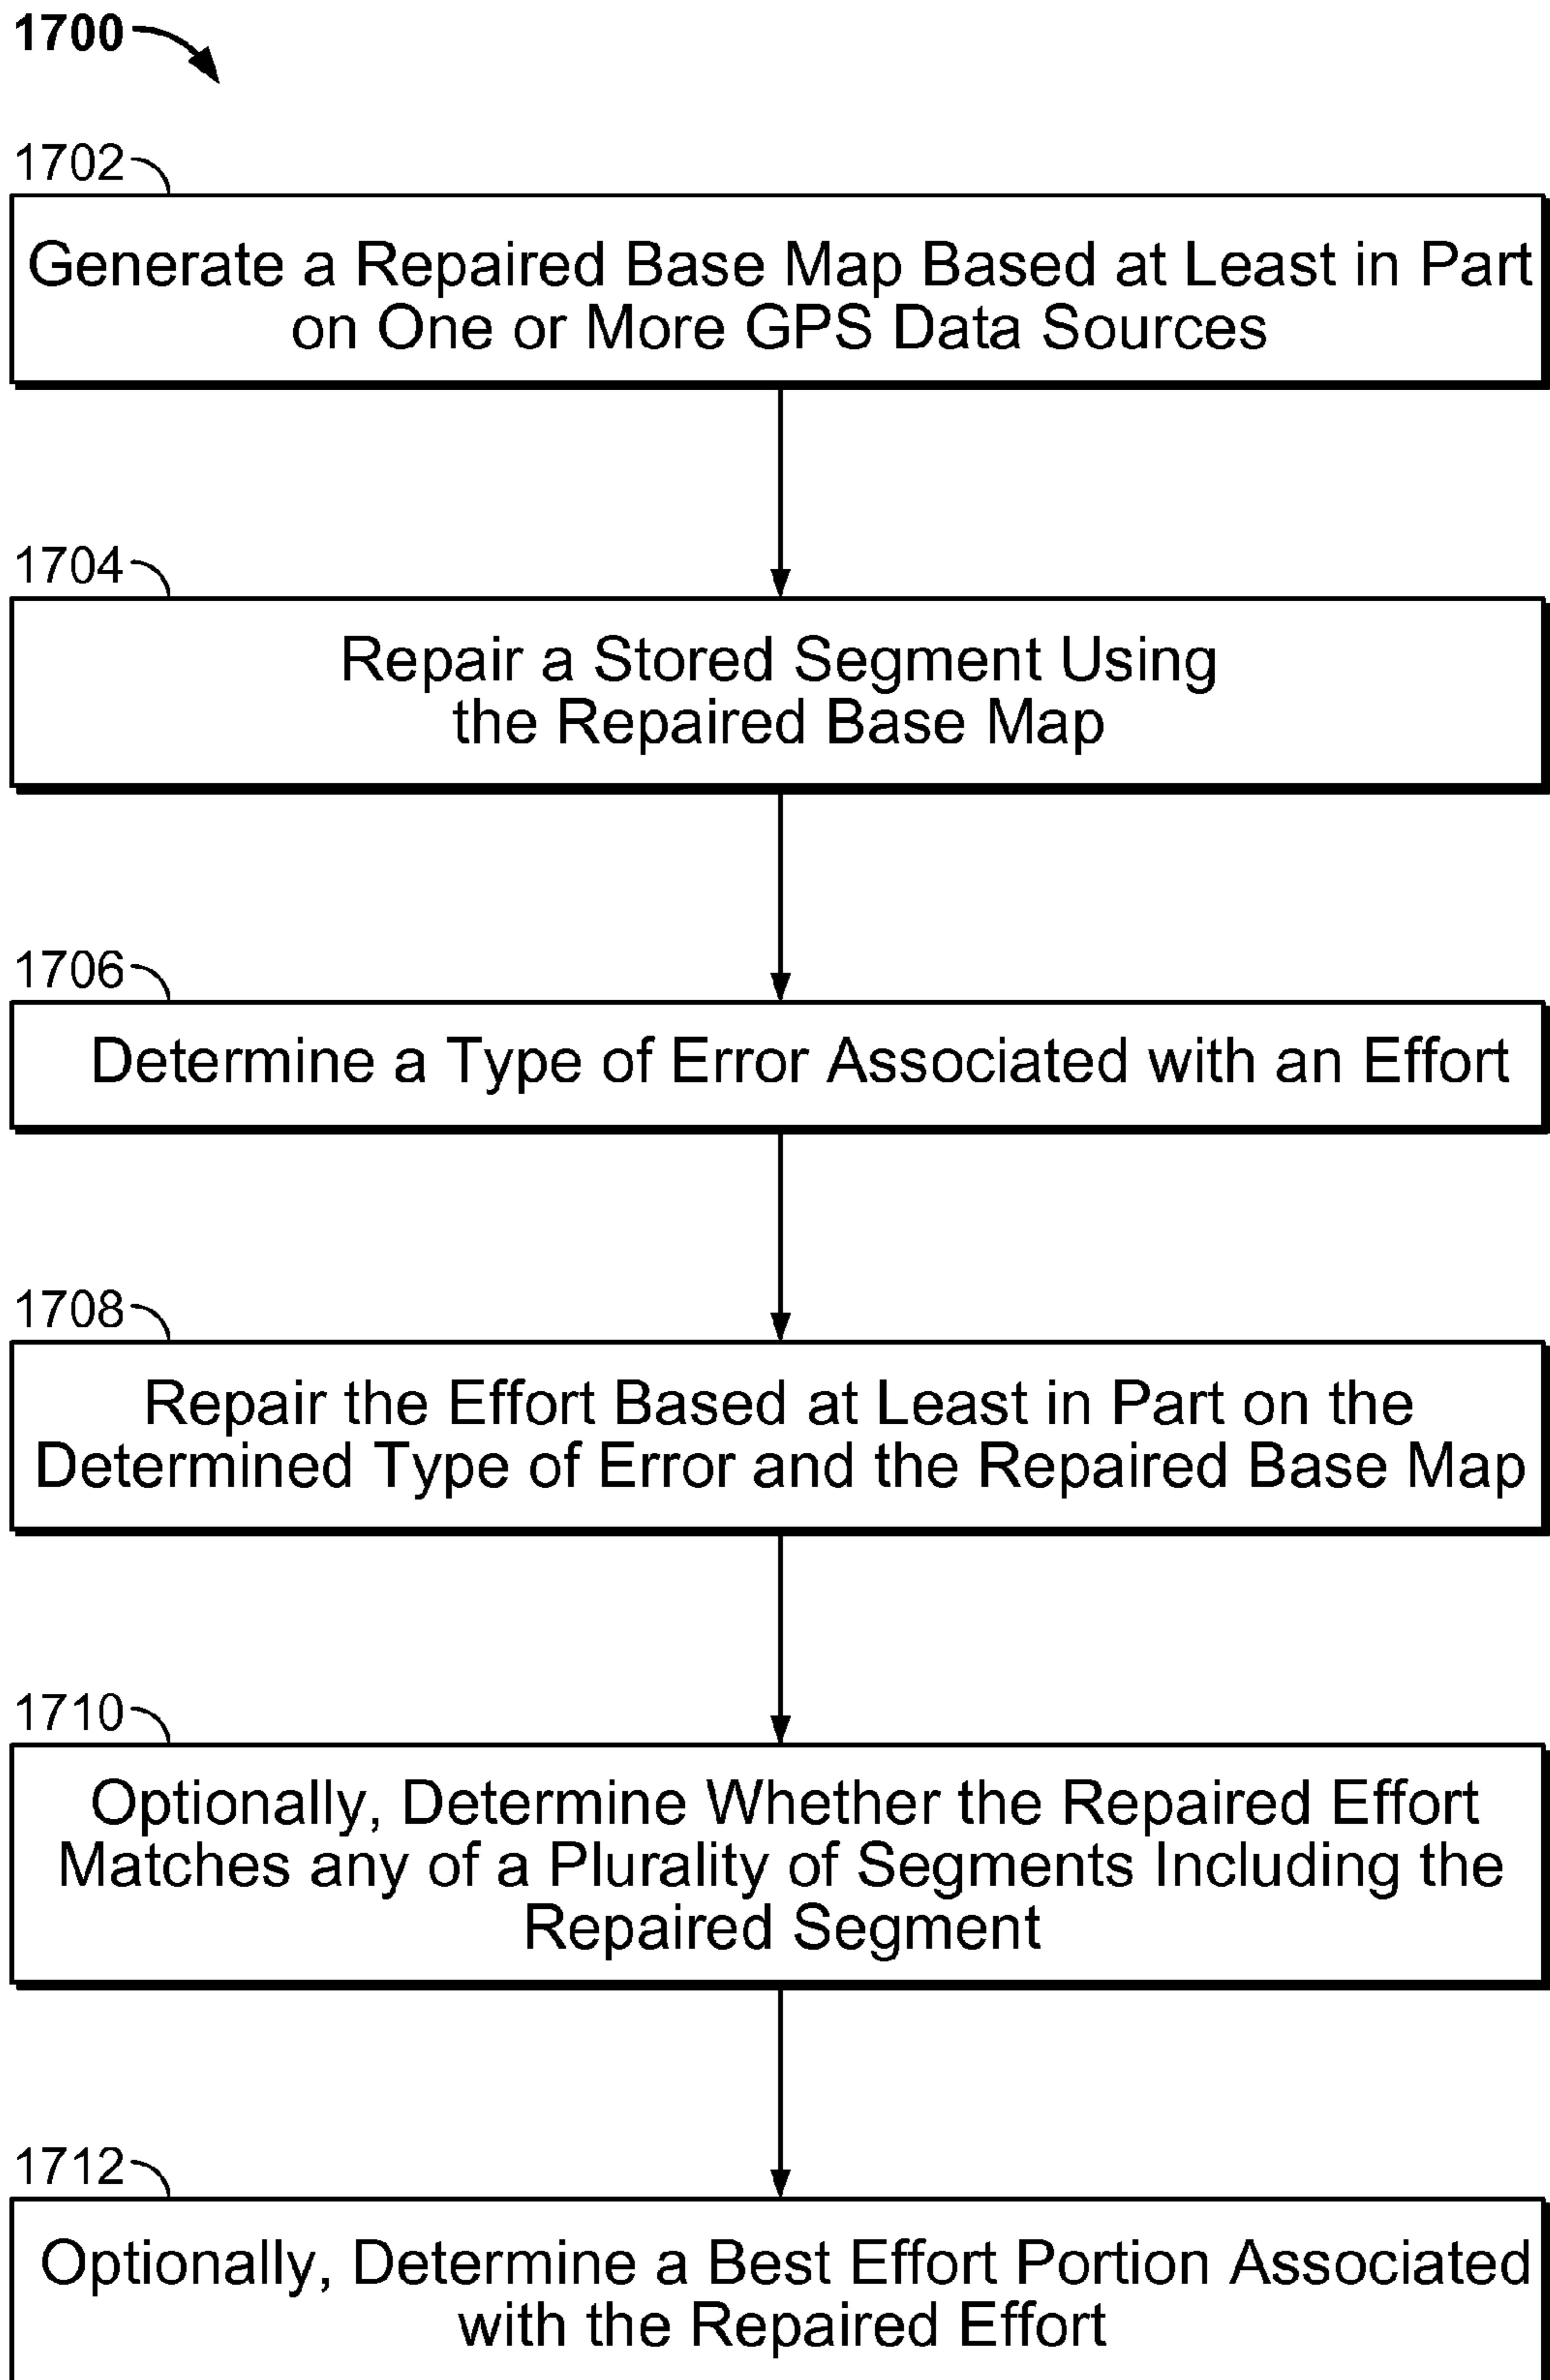 1700
1702
Generate a Repaired Base Map Based at Least in Part
on One or More GPS Data Sources
1704
Repair a Stored Segment Using
the Repaired Base Map
1706
Determine a Type of Error Associated with an Effort
1708
Repair the Effort Based at Least in Part on the
Determined Type of Error and the Repaired Base Map
1710
Optionally, Determine Whether the Repaired Effort
Matches any of a Plurality of Segments Including the
Repaired Segment
1712
Optionally, Determine a Best Effort Portion Associated
with the Repaired Effort